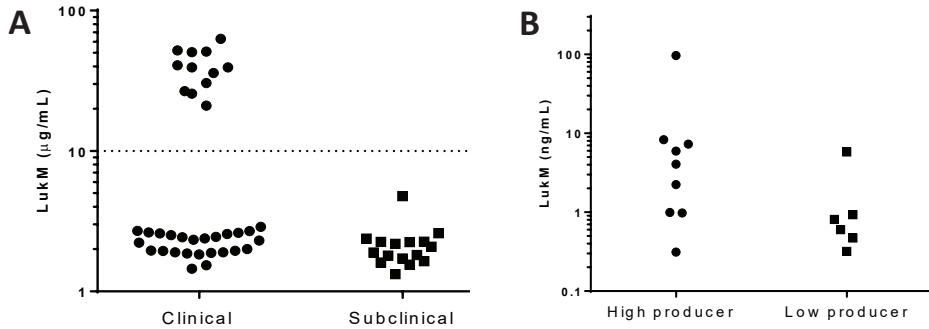 A
LukM (µg/mL)
100
10
1
Clinical
Subclinical
B
LukM (ng/mL)
100
10
1
0.1
High producer
Low producer